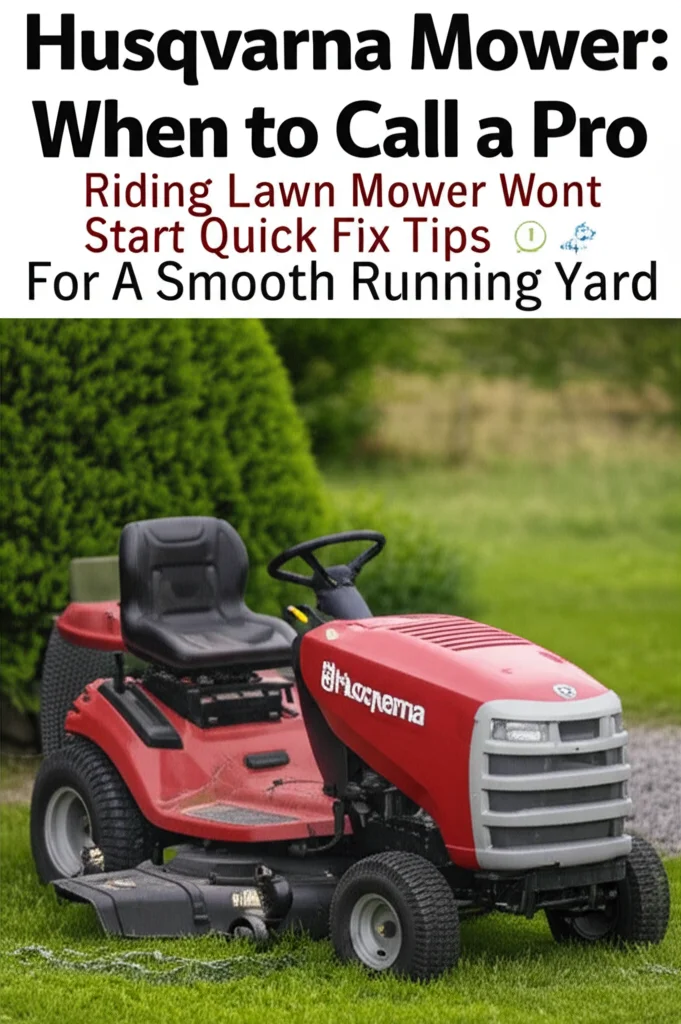 Husqvarna Mower:
When to Call a Pro
Riding Lawn Mower Wont
Start Quick Fix Tips
For A Smooth Running Yard